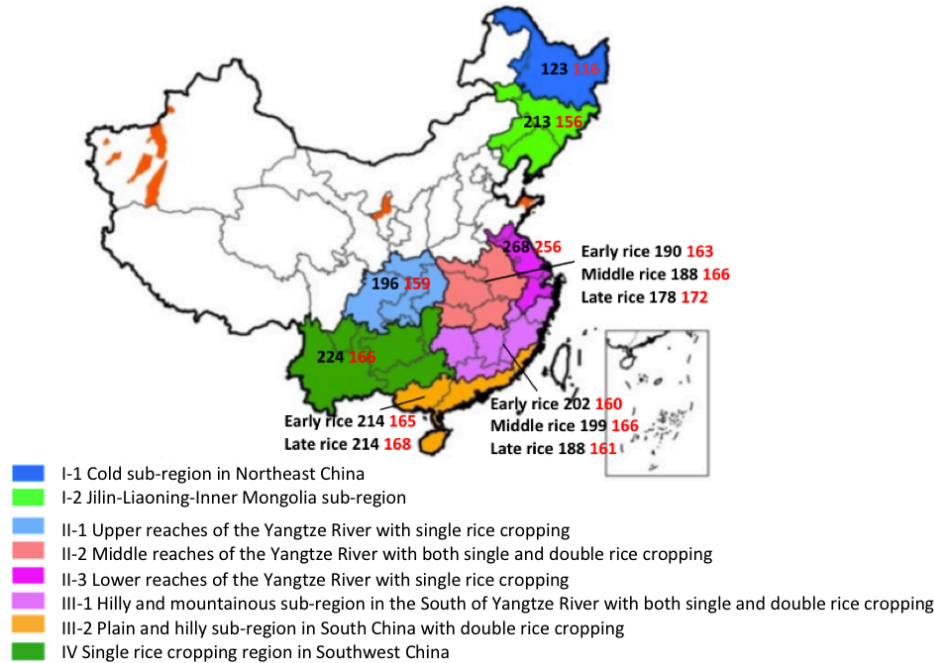 123 116
213 156
268 256
Early rice 190 163
Middle rice 188 166
Late rice 178 172
196 159
224 166
Early rice 214 165
Late rice 214 168
Early rice 202 160
Middle rice 199 166
Late rice 188 161
I-1 Cold sub-region in Northeast China
I-2 Jilin-Liaoning-Inner Mongolia sub-region
II-1 Upper reaches of the Yangtze River with single rice cropping
II-2 Middle reaches of the Yangtze River with both single and double rice cropping
II-3 Lower reaches of the Yangtze River with single rice cropping
III-1 Hilly and mountainous sub-region in the South of Yangtze River with both single and double rice cropping
III-2 Plain and hilly sub-region in South China with double rice cropping
IV Single rice cropping region in Southwest China